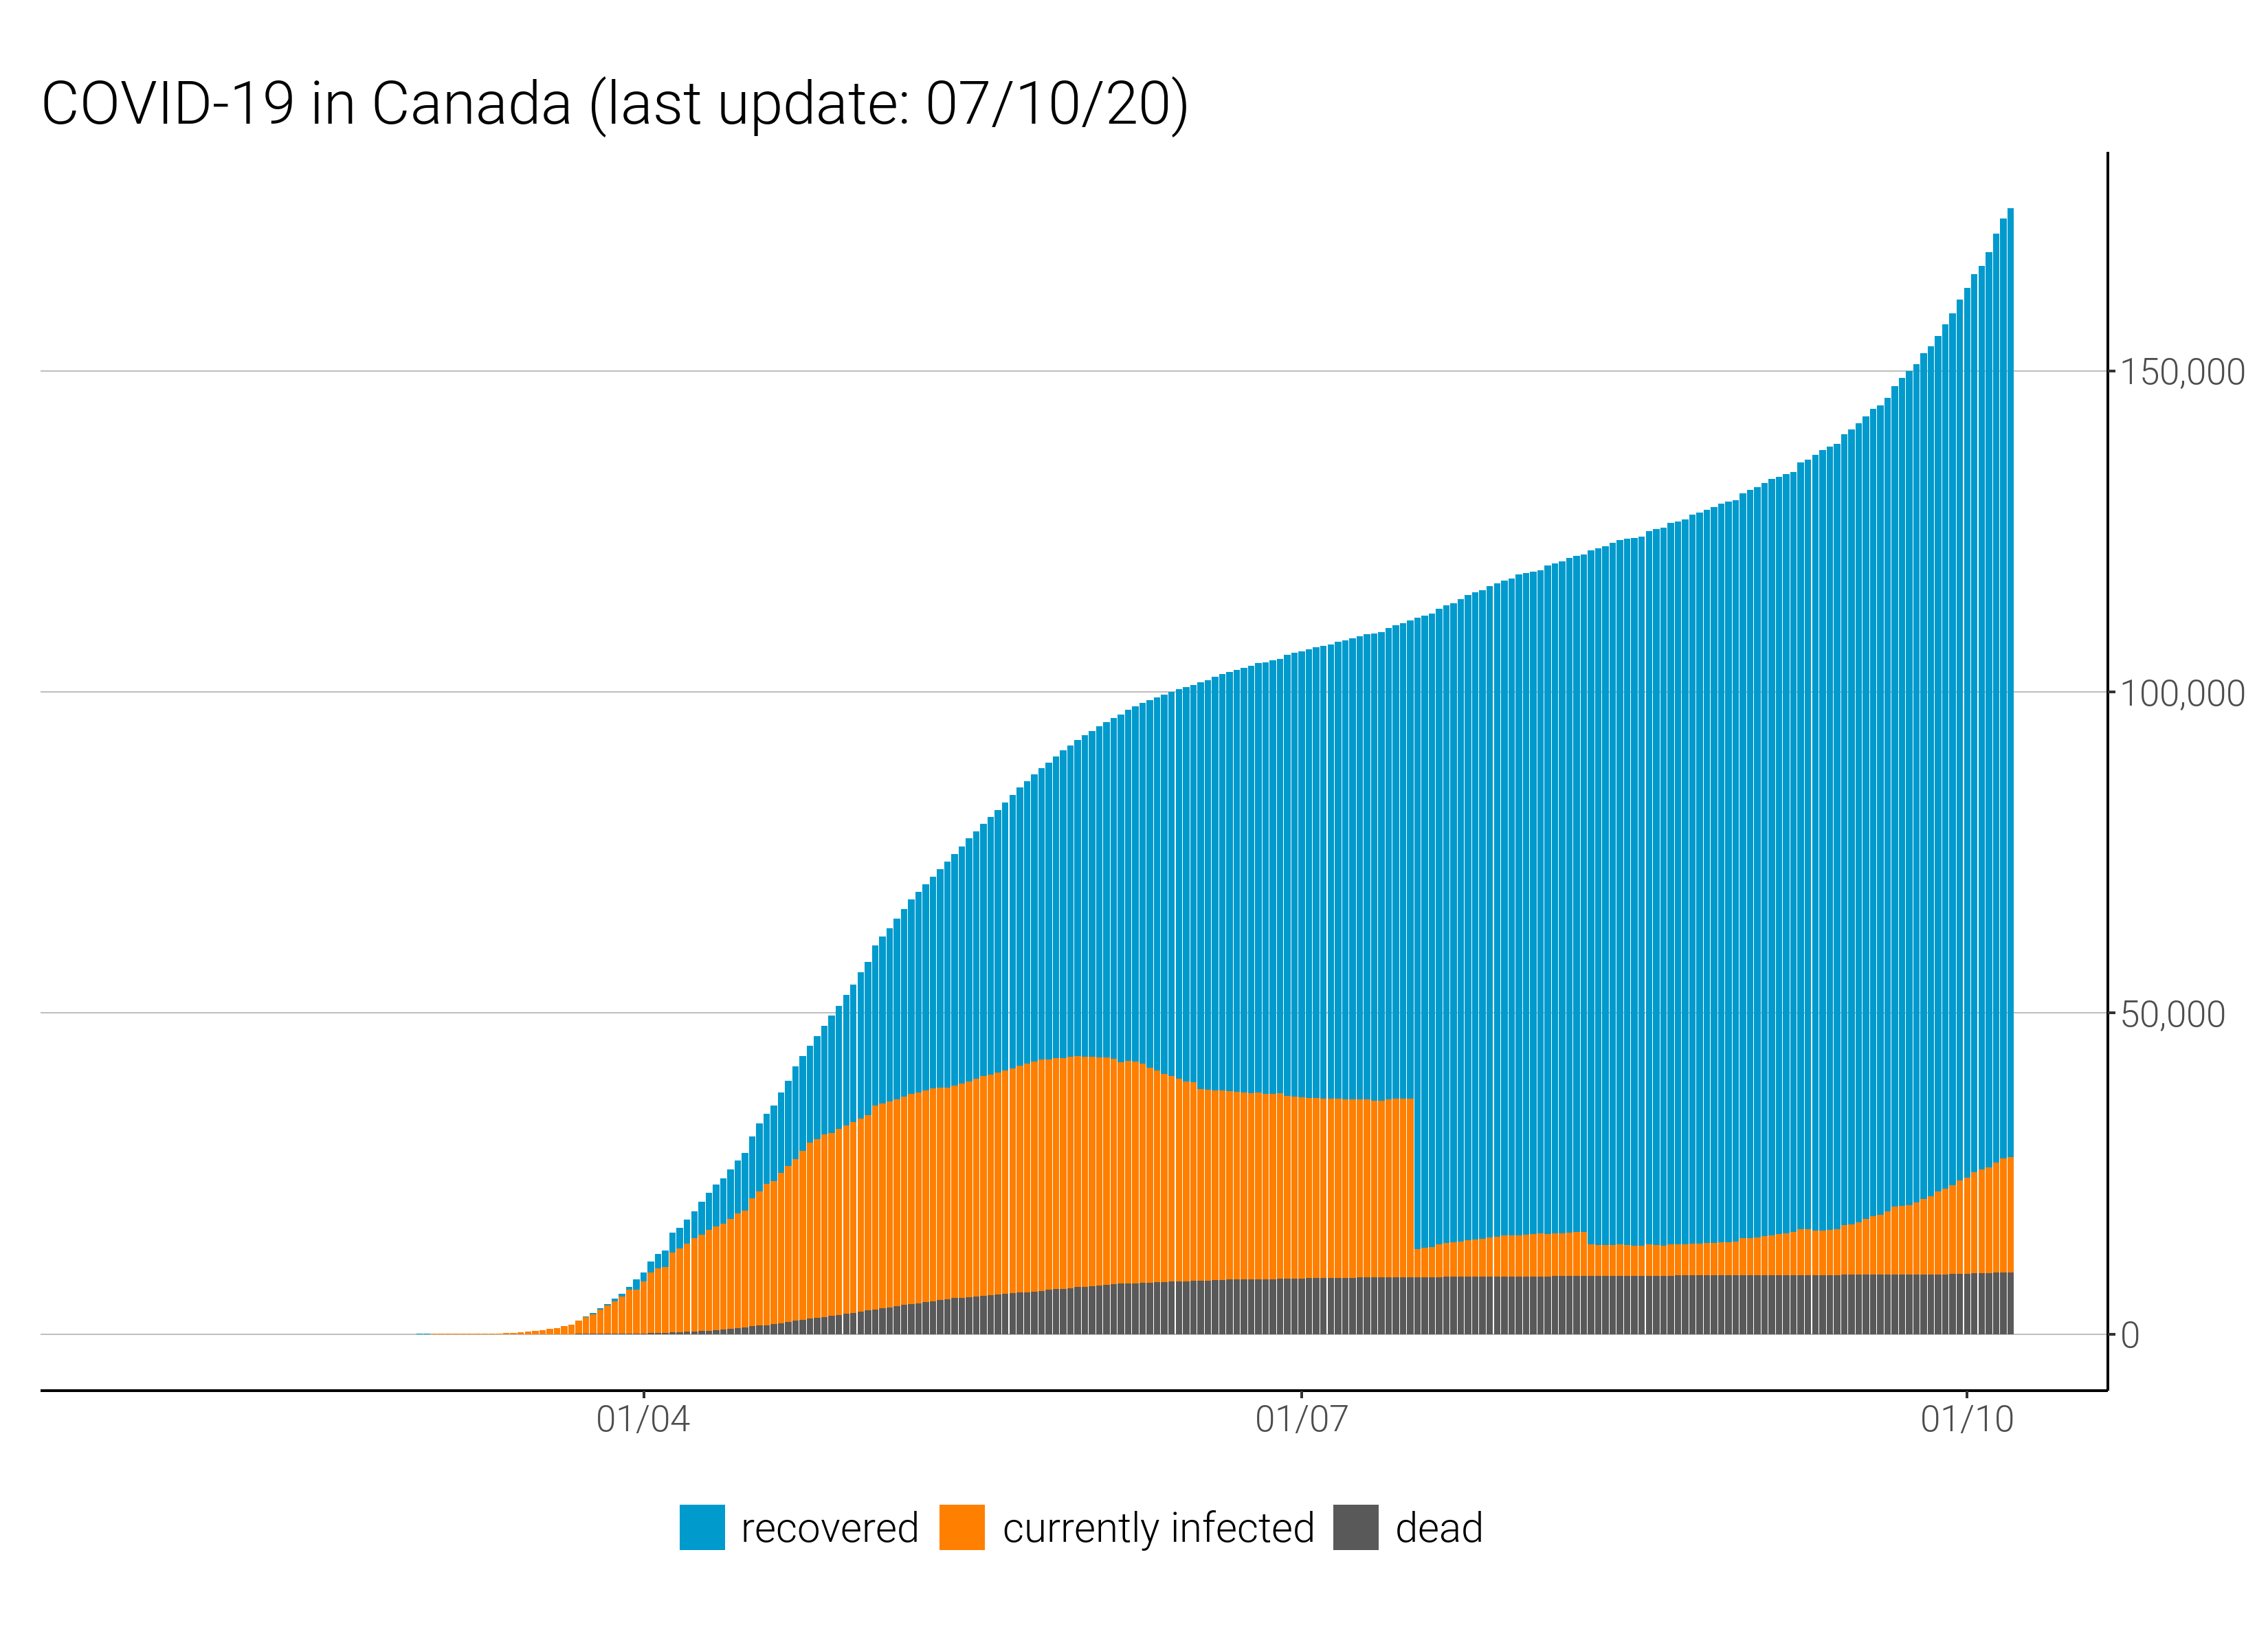 COVID-19 in Canada (last update: 07/10/20)
150,000
100,000
50,000
0
01/04 01/07 01/10
recovered currently infected dead